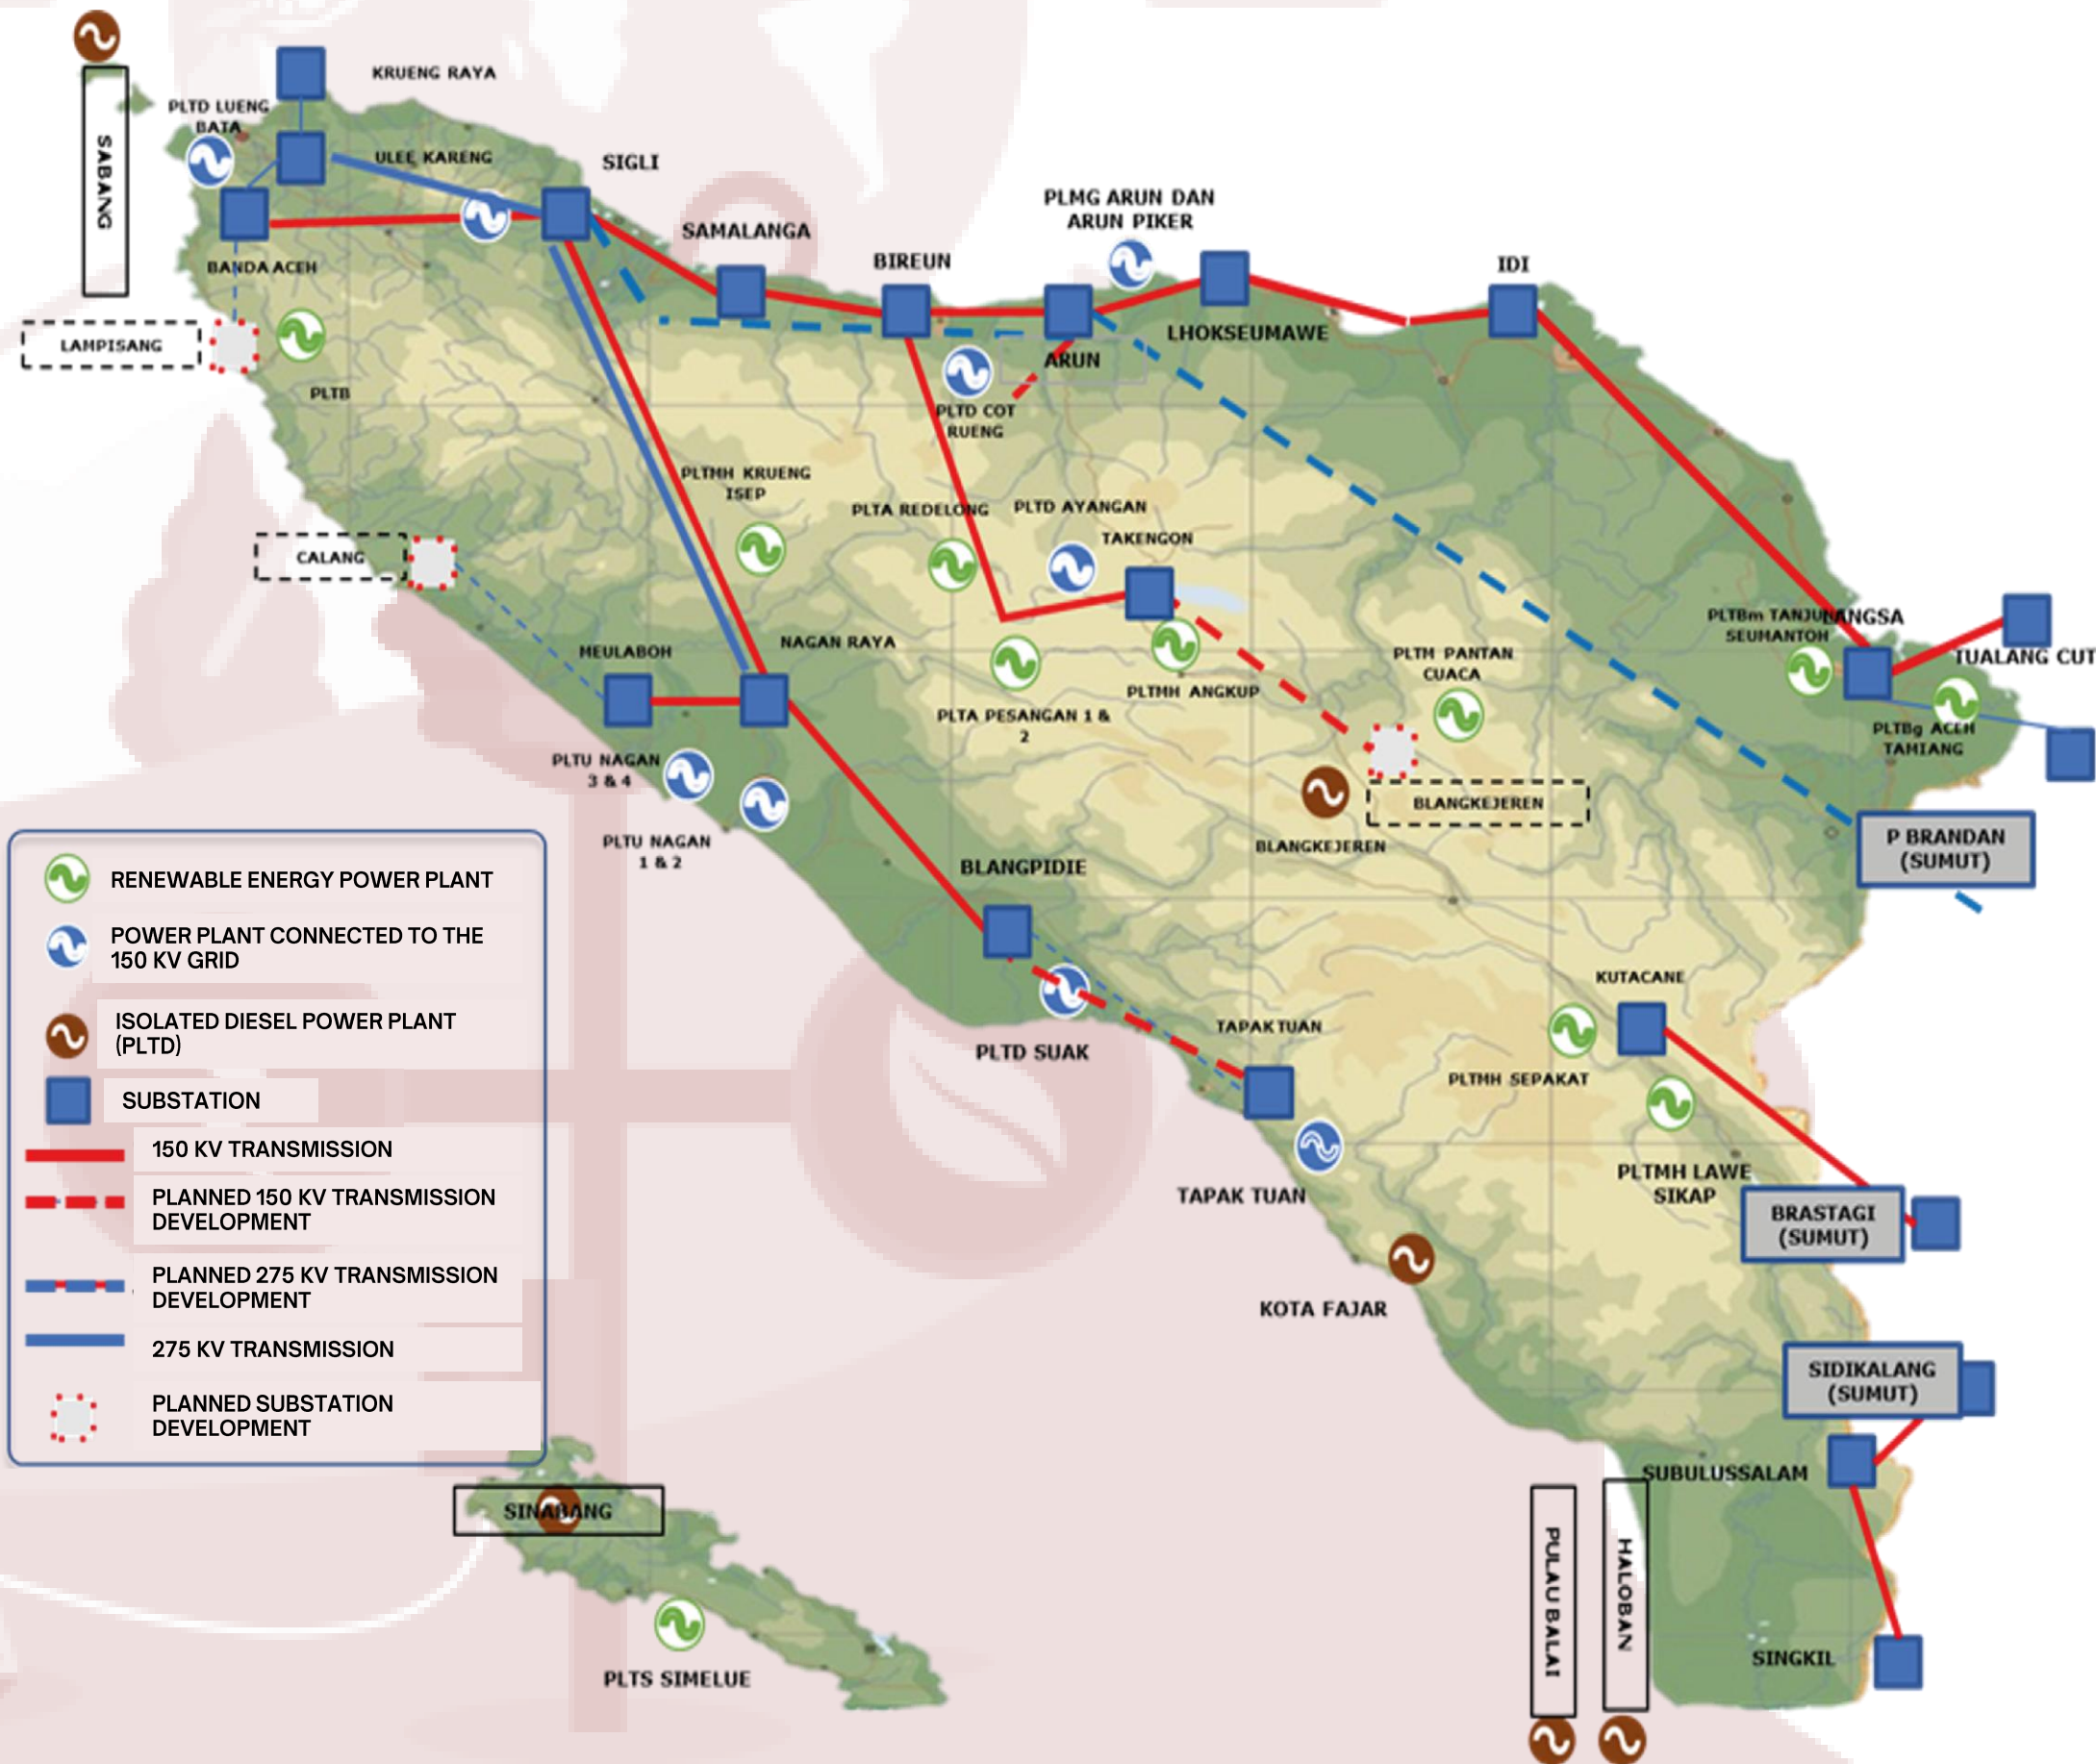 KRUENG RAYA
PLTD LUENG
BATA
SABANG
ULEE KARENG
SIGLI
BANDA ACEH
LAMPISANG
PLTB
SAMALANGA
BIREUN
PLMG ARUN DAN
ARUN PIKER
LHOKSEUMAWE
IDI
ARUN
PLTD COT
RUENG
PLTMH KRUENG
ISEP
PLTA REDELONG
PLTD AYANGAN
TAKENGON
CALANG
MEULABOH
NAGAN RAYA
PLTU NAGAN
3 & 4
PLTU NAGAN
1 & 2
PLTA PESANGAN 1 &
2
PLTMH ANGKUP
PLTM PANTAN
CUACA
BLANGKEJEREN
BLANGKEJEREN
PLTBm TANJUN
SEUMANTOH
LANGSA
TUALANG CUT
PLTBg ACEH
TAMIANG
P BRANDAN
(SUMUT)
BLANGPIDIE
PLTD SUAK
TAPAKTUAN
TAPAK TUAN
KOTA FAJAR
KUTACANE
PLTMH SEPAKAT
PLTMH LAWE
SIKAP
BRASTAGI
(SUMUT)
SIDIKALANG
(SUMUT)
SUBULUSSALAM
SINGKIL
PULAU BALAI
HALOBAN
SINABANG
PLTS SIMELUE
RENEWABLE ENERGY POWER PLANT
POWER PLANT CONNECTED TO THE
150 KV GRID
ISOLATED DIESEL POWER PLANT
(PLTD)
SUBSTATION
150 KV TRANSMISSION
PLANNED 150 KV TRANSMISSION
DEVELOPMENT
PLANNED 275 KV TRANSMISSION
DEVELOPMENT
275 KV TRANSMISSION
PLANNED SUBSTATION
DEVELOPMENT